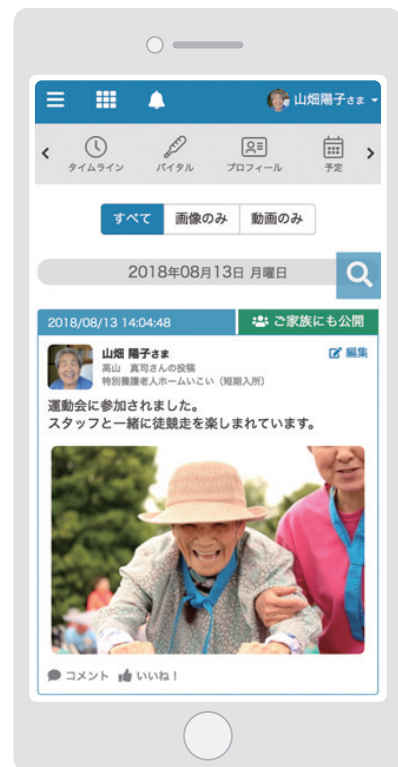 山畑陽子さま
タイムライン
バイタル
プロフィール
予定
すべて 画像のみ 動画のみ
2018年08月13日 月曜日
2018/08/13 14:04:48
ご家族にも公開
山畑 陽子さま
編集
高山 真司さんの投稿
特別養護老人ホームいこい（短期入所）
運動会に参加されました。
スタッフと一緒に徒競走を楽しまれています。
コメント いいね！